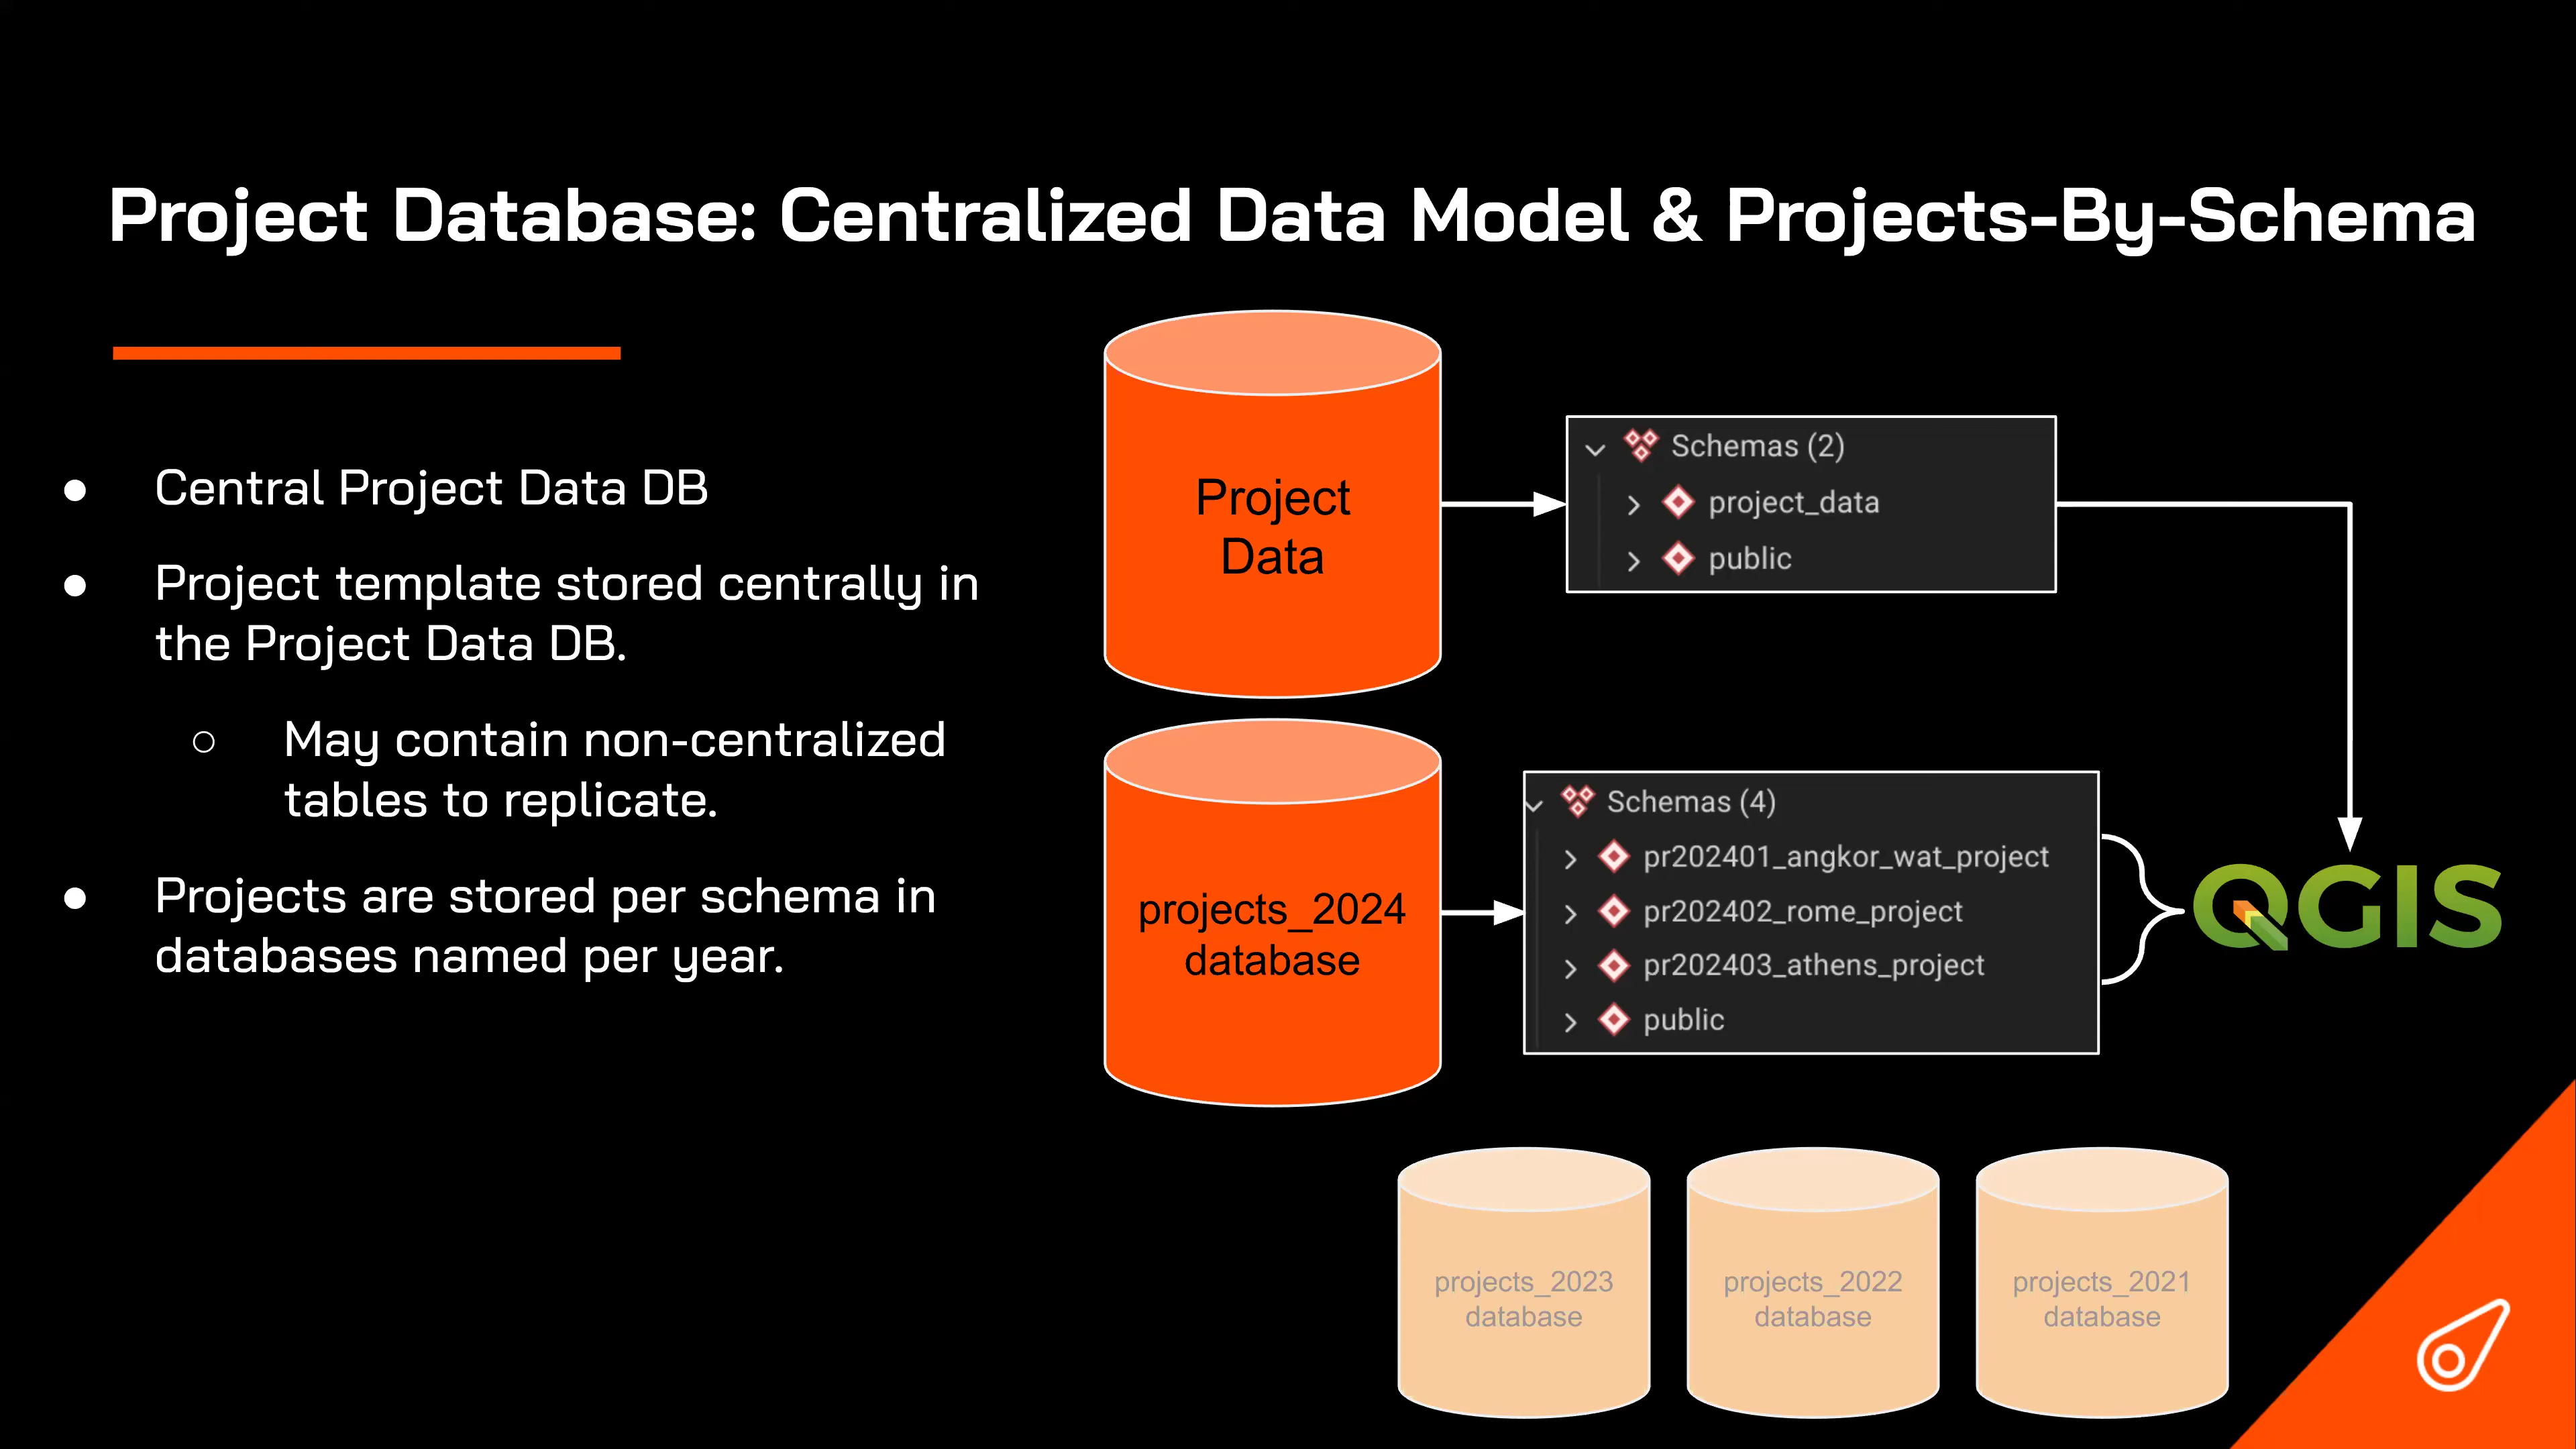 Project Database: Centralized Data Model & Projects-By-Schema
● Central Project Data DB
● Project template stored centrally in
the Project Data DB.
○ May contain non-centralized
tables to replicate.
● Projects are stored per schema in
databases named per year.
Project
Data
Schemas (2)
project_data
public
projects_2024
database
Schemas (4)
pr202401_angkor_wat_project
pr202402_rome_project
pr202403_athens_project
public
QGIS
projects_2023
database
projects_2022
database
projects_2021
database